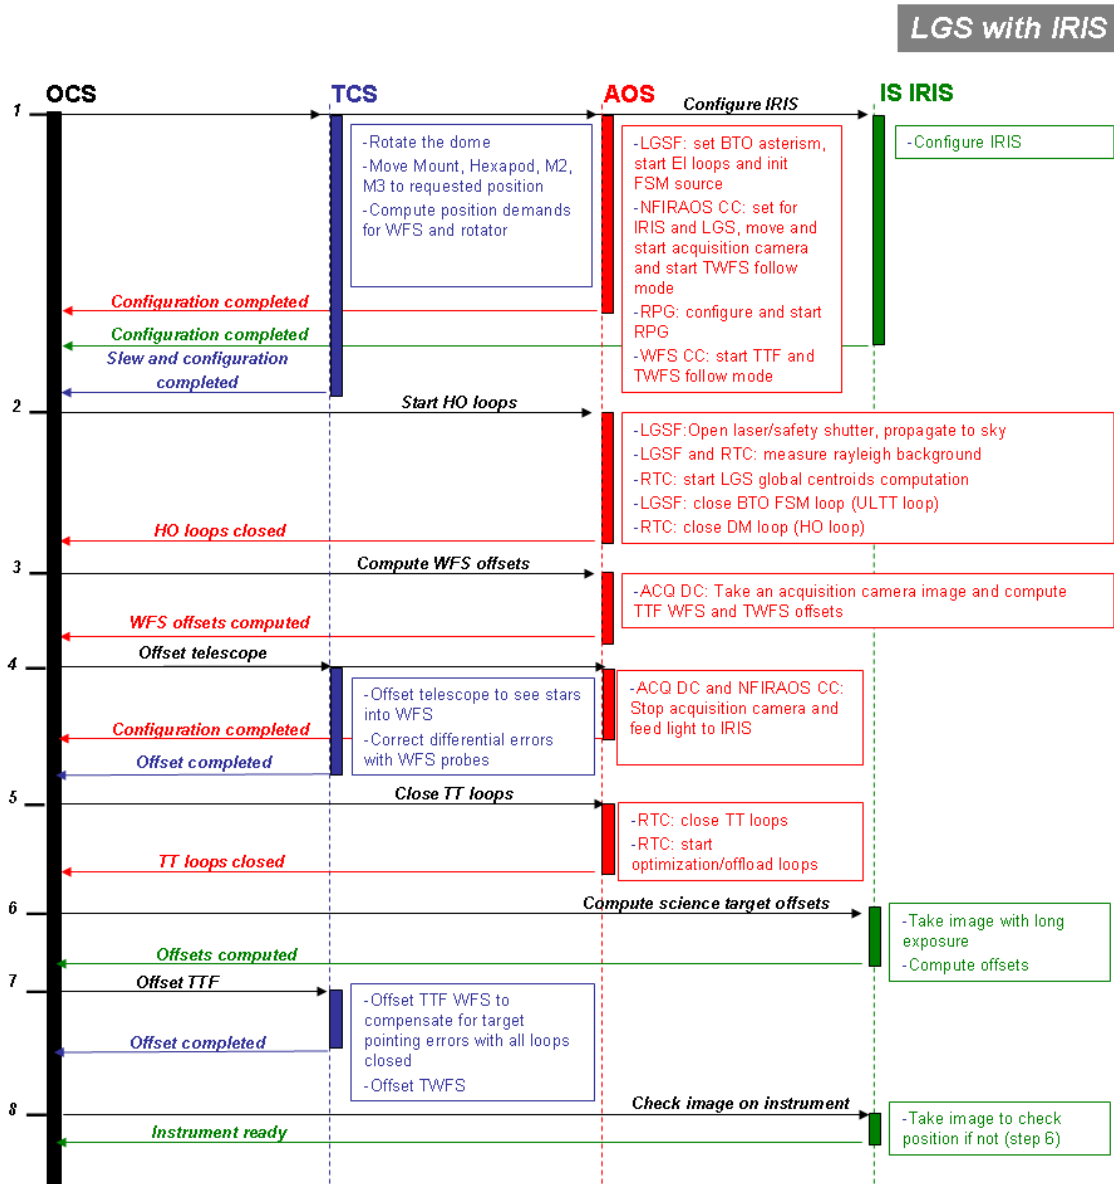 LGS with IRIS
OCS
TCS
AOS
IS IRIS
1
Configure IRIS
-Rotate the dome
-Move Mount, Hexapod, M2,
M3 to requested position
-Compute position demands
for WFS and rotator
-LGSF: set BTO asterism,
start EI loops and init
FSM source
-NFIRAOS CC: set for
IRIS and LGS, move and
start acquisition camera
and start TWFS follow
mode
-RPG: configure and start
RPG
-WFS CC: start TTF and
TWFS follow mode
-Configure IRIS
Configuration completed
Configuration completed
Slew and configuration
completed
2
Start HO loops
-LGSF:Open laser/safety shutter, propagate to sky
-LGSF and RTC: measure rayleigh background
-RTC: start LGS global centroids computation
-LGSF: close BTO FSM loop (ULTT loop)
-RTC: close DM loop (HO loop)
HO loops closed
3
Compute WFS offsets
-ACQ DC: Take an acquisition camera image and compute
TTF WFS and TWFS offsets
WFS offsets computed
4
Offset telescope
-Offset telescope to see stars
into WFS
-Correct differential errors
with WFS probes
-ACQ DC and NFIRAOS CC:
Stop acquisition camera and
feed light to IRIS
Configuration completed
Offset completed
5
Close TT loops
-RTC: close TT loops
-RTC: start
optimization/offload loops
TT loops closed
6
Compute science target offsets
-Take image with long
exposure
-Compute offsets
Offsets computed
7
Offset TTF
-Offset TTF WFS to
compensate for target
pointing errors with all loops
closed
-Offset TWFS
Offset completed
8
Check image on instrument
-Take image to check
position if not (step 6)
Instrument ready